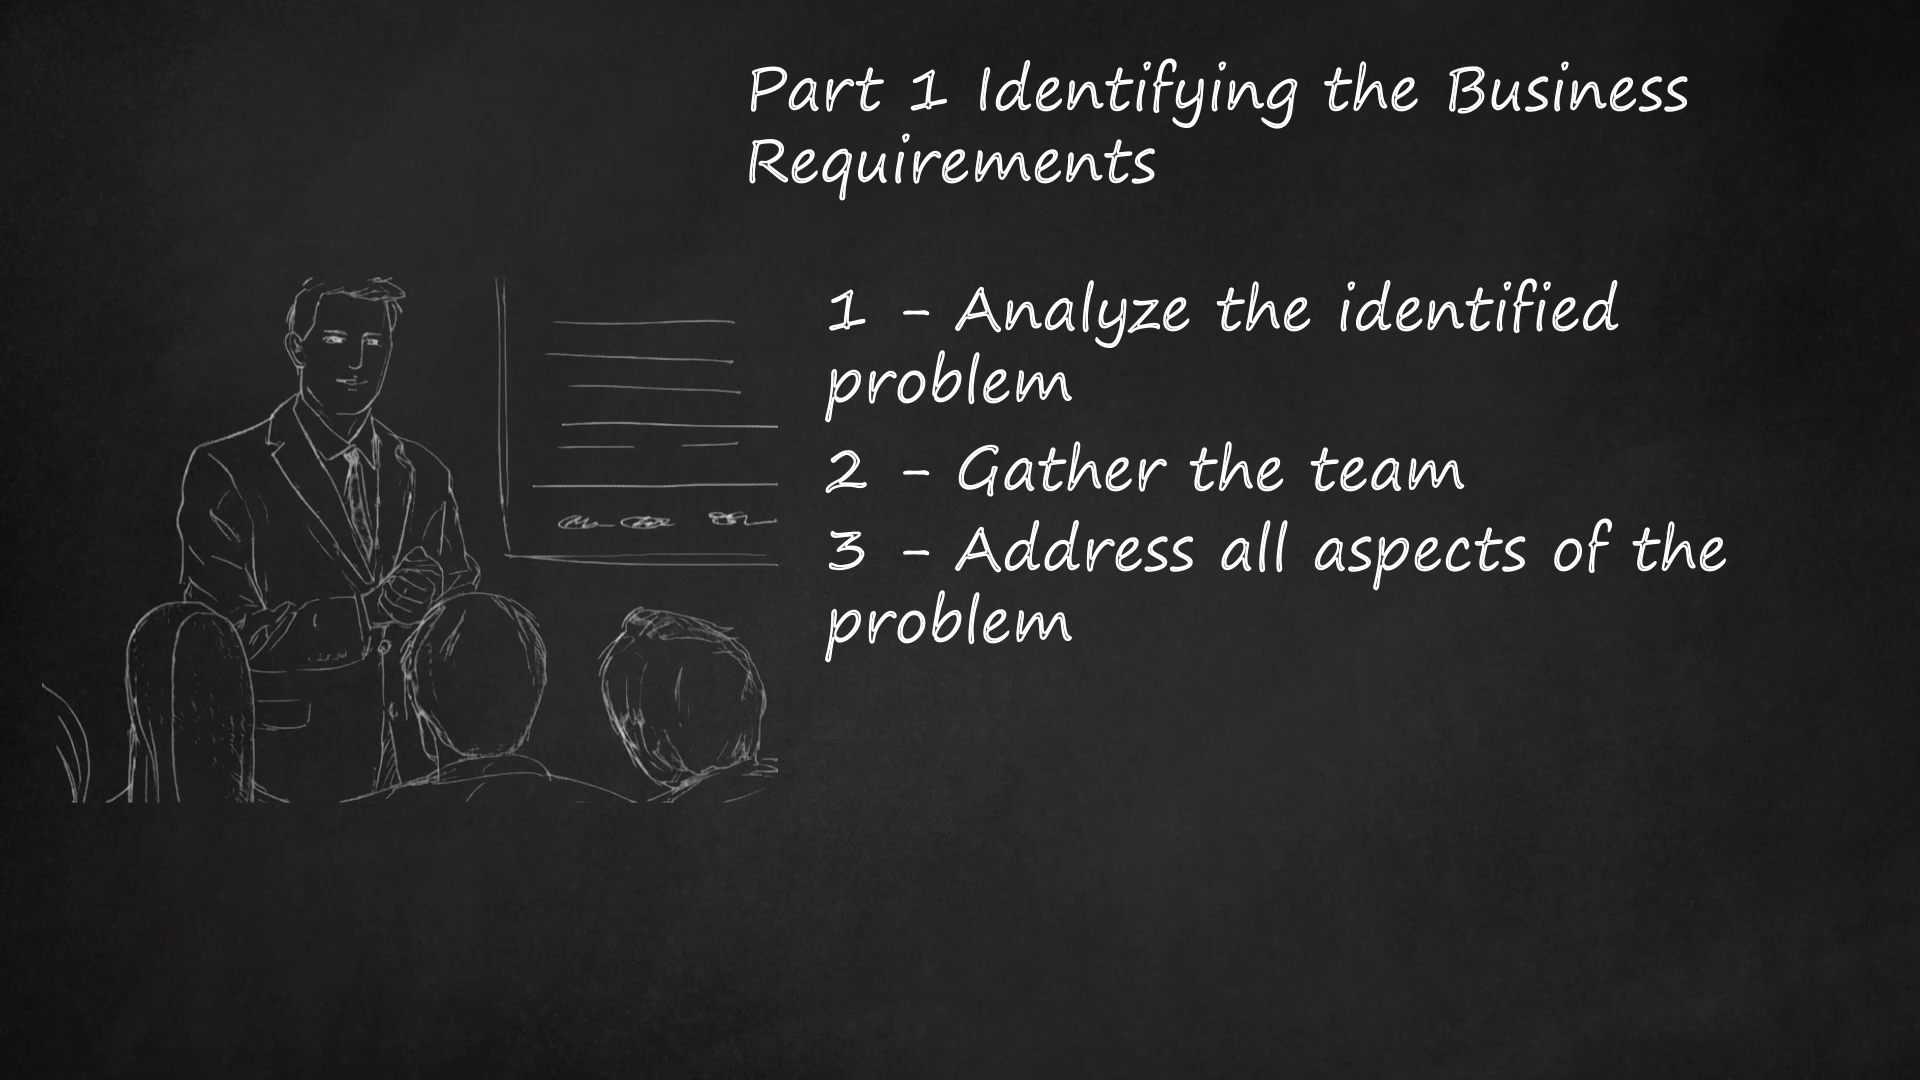 Part 1 Identifying the Business
Requirements
1 - Analyze the identified
problem
2 - Gather the team
3 - Address all aspects of the
problem